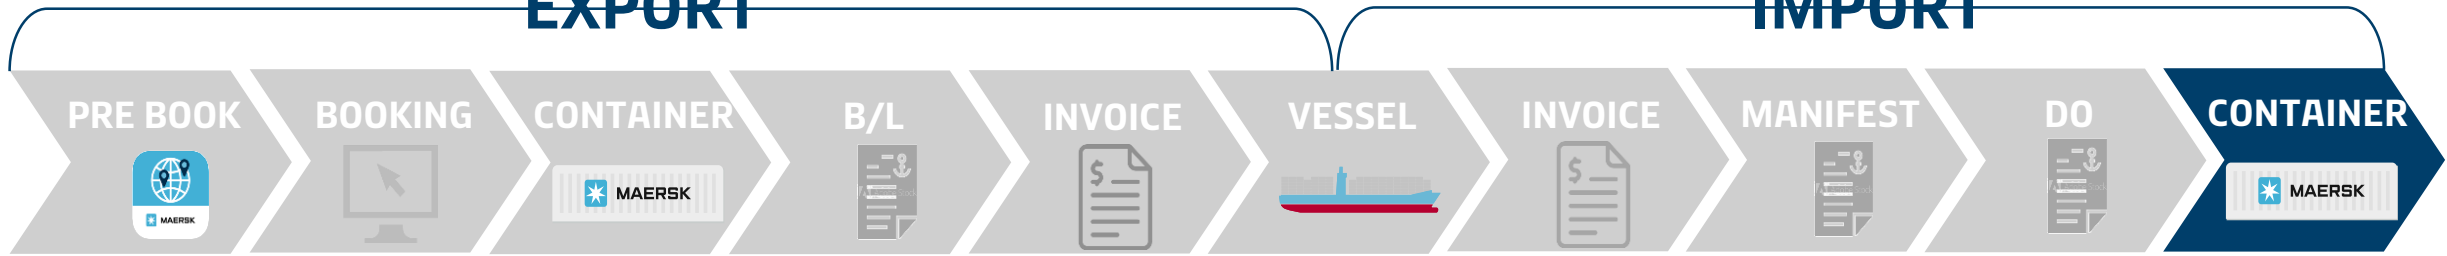 EXPORT
IMPORT
PRE BOOK
BOOKING
CONTAINER
B/L
INVOICE
VESSEL
INVOICE
MANIFEST
DO
CONTAINER
MAERSK
MAERSK
$
$
MAERSK